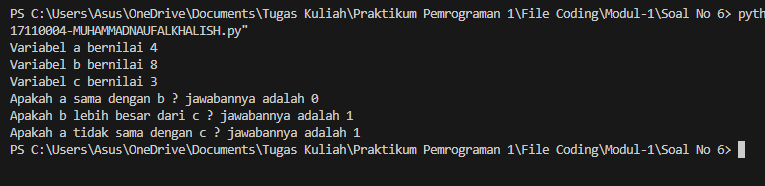 PS C:\Users\Asus\OneDrive\Documents\Tugas Kuliah\Praktikum Pemrograman 1\File Coding\Modul-1\Soal No 6> pyth
17110004-MUHAMMADNAUFALKHALISH.py"
Variabel a bernilai 4
Variabel b bernilai 8
Variabel c bernilai 3
Apakah a sama dengan b ? jawabannya adalah 0
Apakah b lebih besar dari c ? jawabannya adalah 1
Apakah a tidak sama dengan c ? jawabannya adalah 1
PS C:\Users\Asus\OneDrive\Documents\Tugas Kuliah\Praktikum Pemrograman 1\File Coding\Modul-1\Soal No 6>